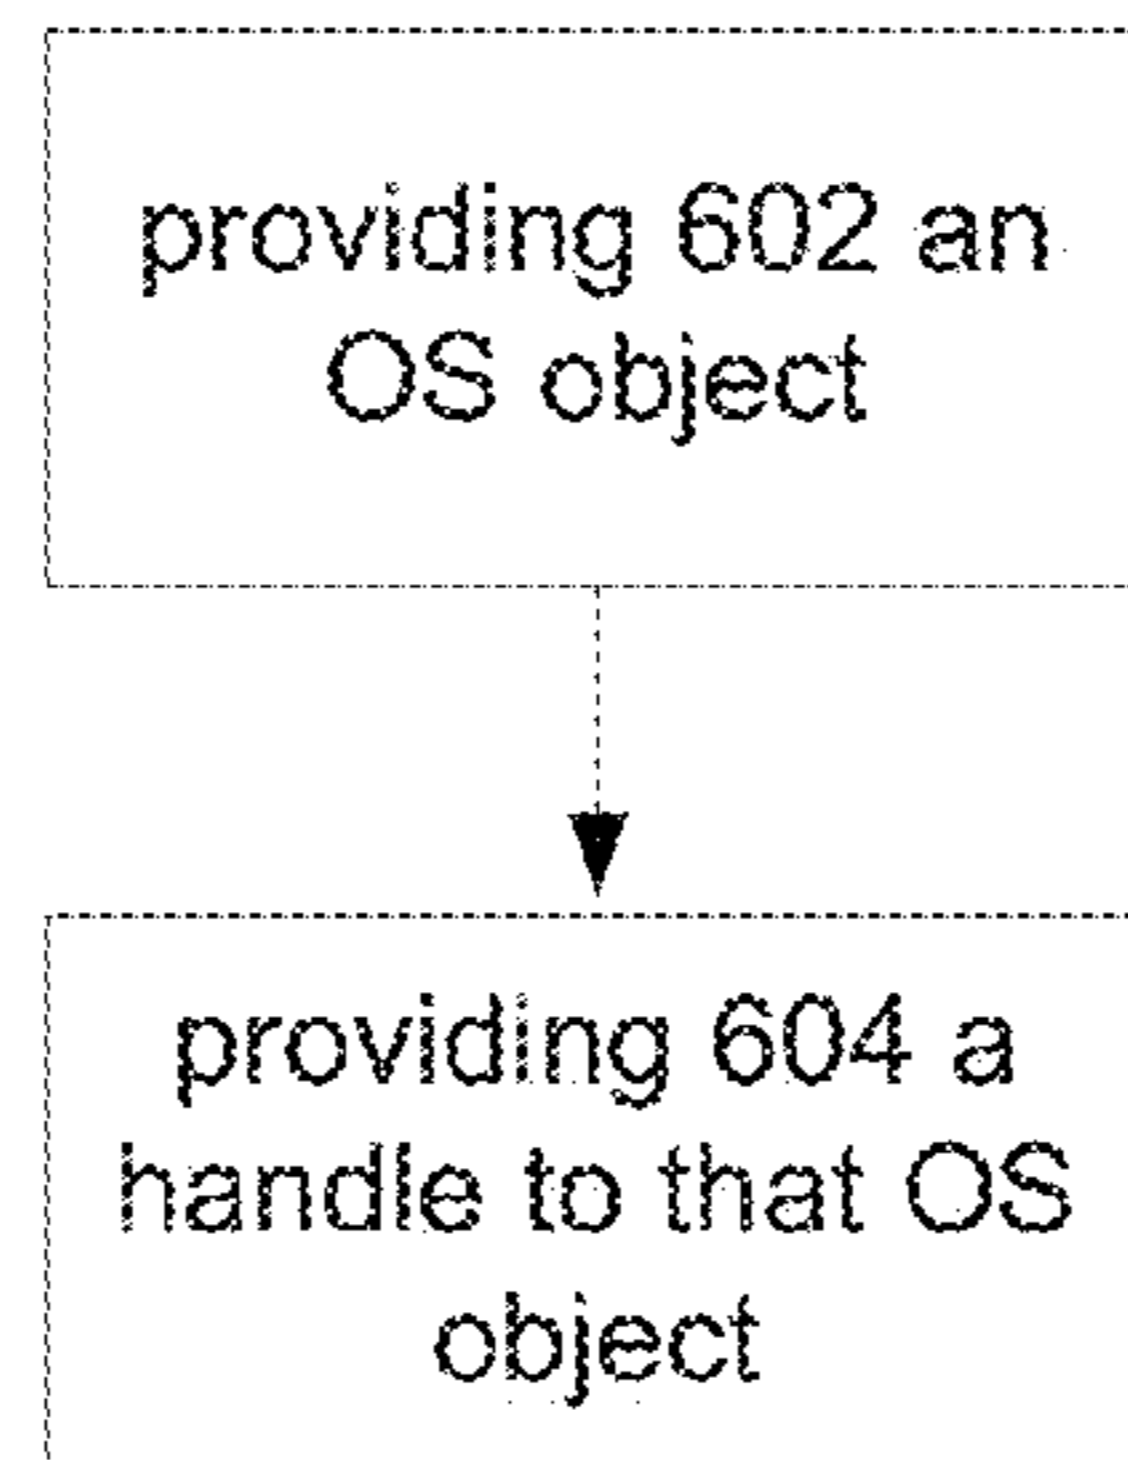 providing 602 an
OS object
providing 604 a
handle to that OS
object